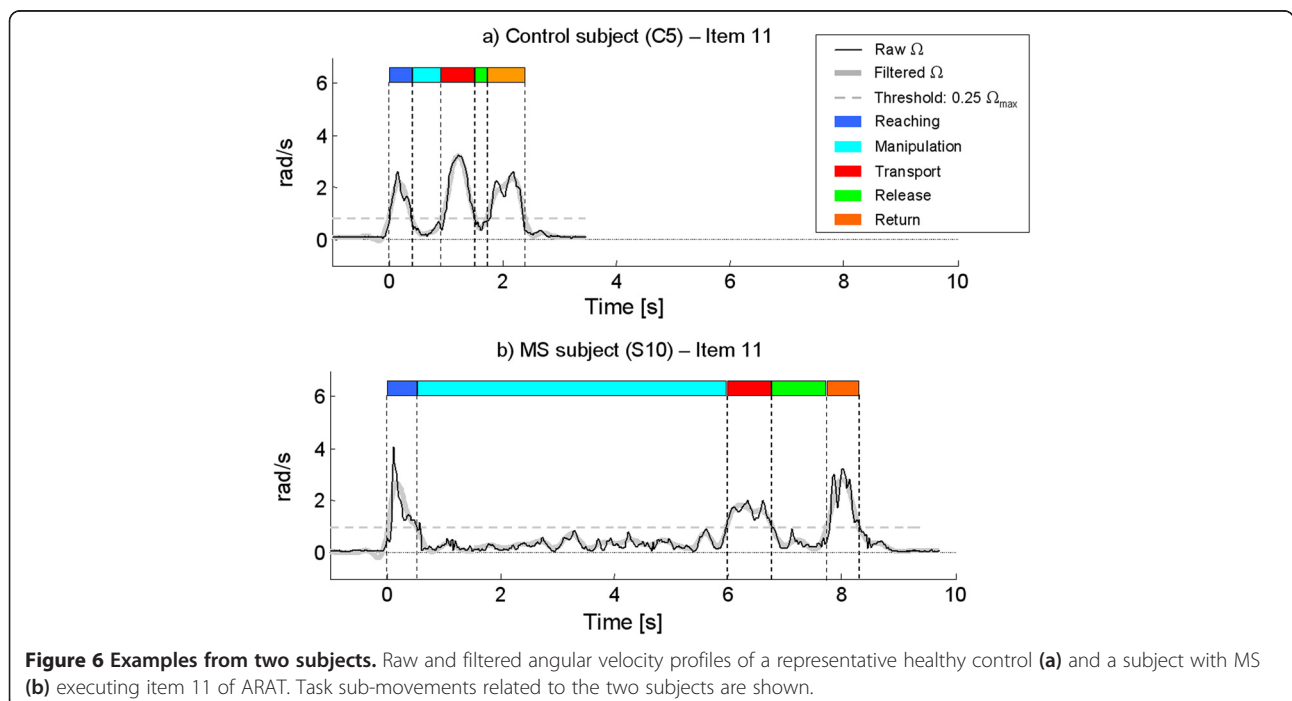 a) Control subject (C5) – Item 11
Raw Ω
Filtered Ω
Threshold: 0.25 Ωmax
Reaching
Manipulation
Transport
Release
Return
6
4
2
0
rad/s
0 2 4 6 8 10
Time [s]
b) MS subject (S10) – Item 11
6
4
2
0
rad/s
0 2 4 6 8 10
Time [s]
Figure 6 Examples from two subjects. Raw and filtered angular velocity profiles of a representative healthy control (a) and a subject with MS
(b) executing item 11 of ARAT. Task sub-movements related to the two subjects are shown.